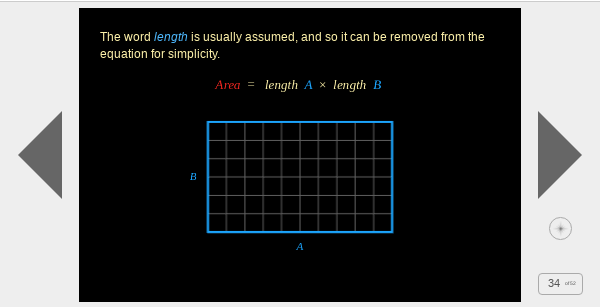 The word length is usually assumed, and so it can be removed from the
equation for simplicity.
Area = length A × length B
B
A
34 of 52